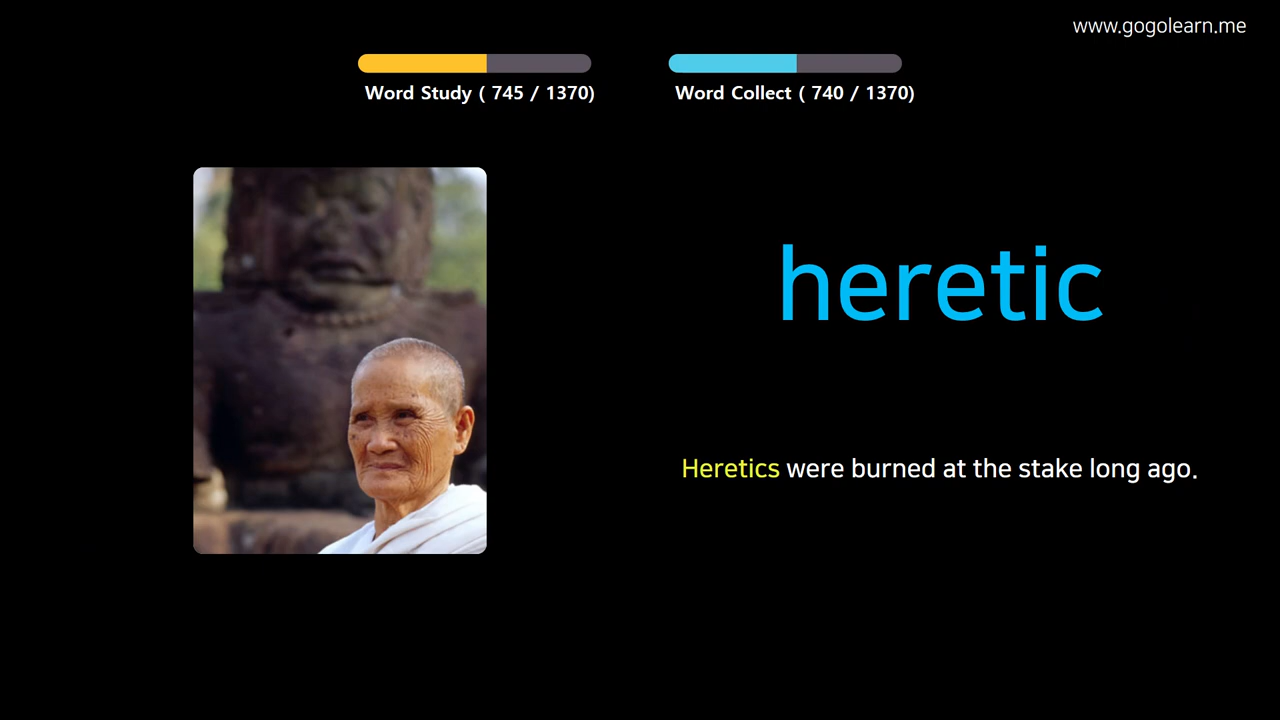 www.gogolearn.me
Word Study ( 745 / 1370)
Word Collect ( 740 / 1370)
heretic
Heretics were burned at the stake long ago.